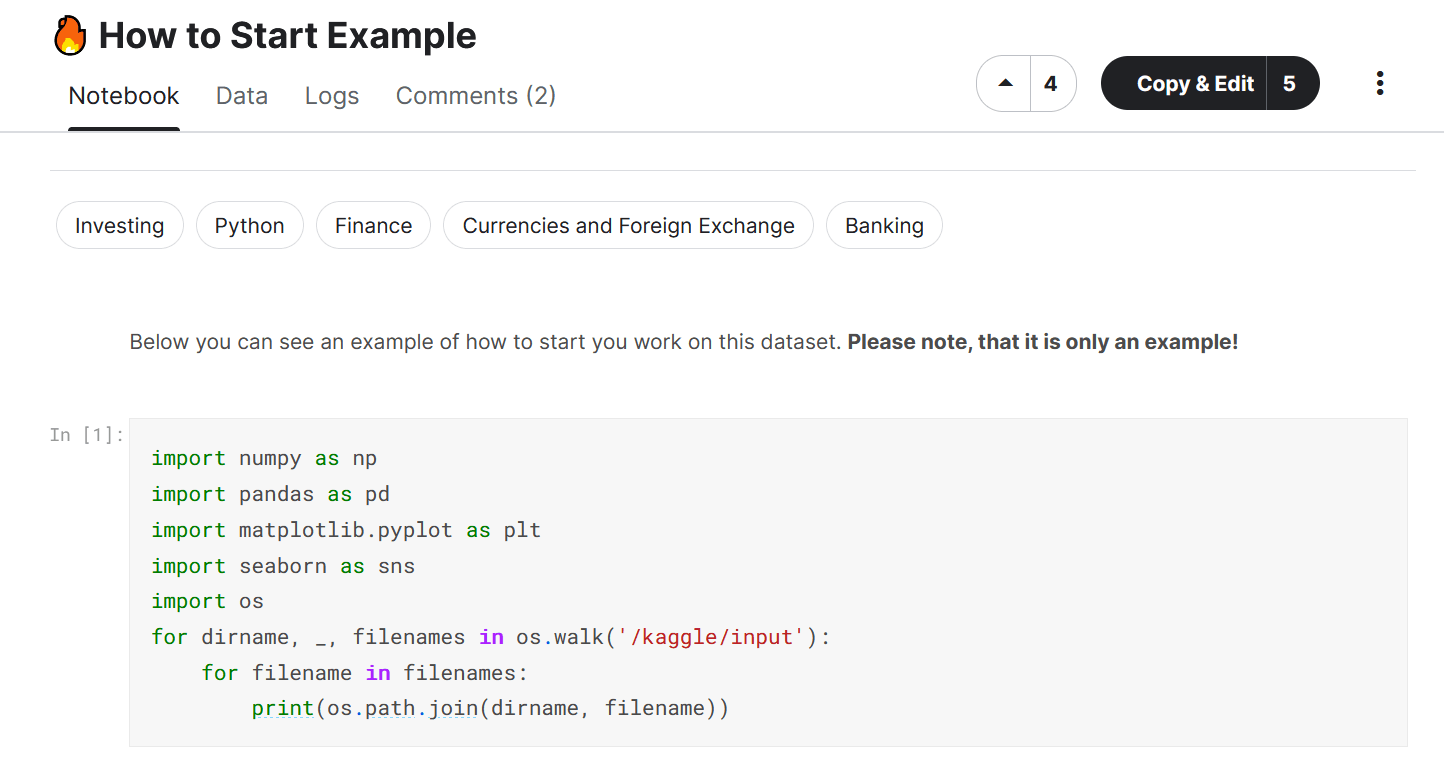 🔥 How to Start Example
Notebook Data Logs Comments (2)
4
Copy & Edit 5
Investing Python Finance Currencies and Foreign Exchange Banking
Below you can see an example of how to start you work on this dataset. Please note, that it is only an example!
In [1]:
import numpy as np
import pandas as pd
import matplotlib.pyplot as plt
import seaborn as sns
import os
for dirname, _, filenames in os.walk('/kaggle/input'):
    for filename in filenames:
        print(os.path.join(dirname, filename))